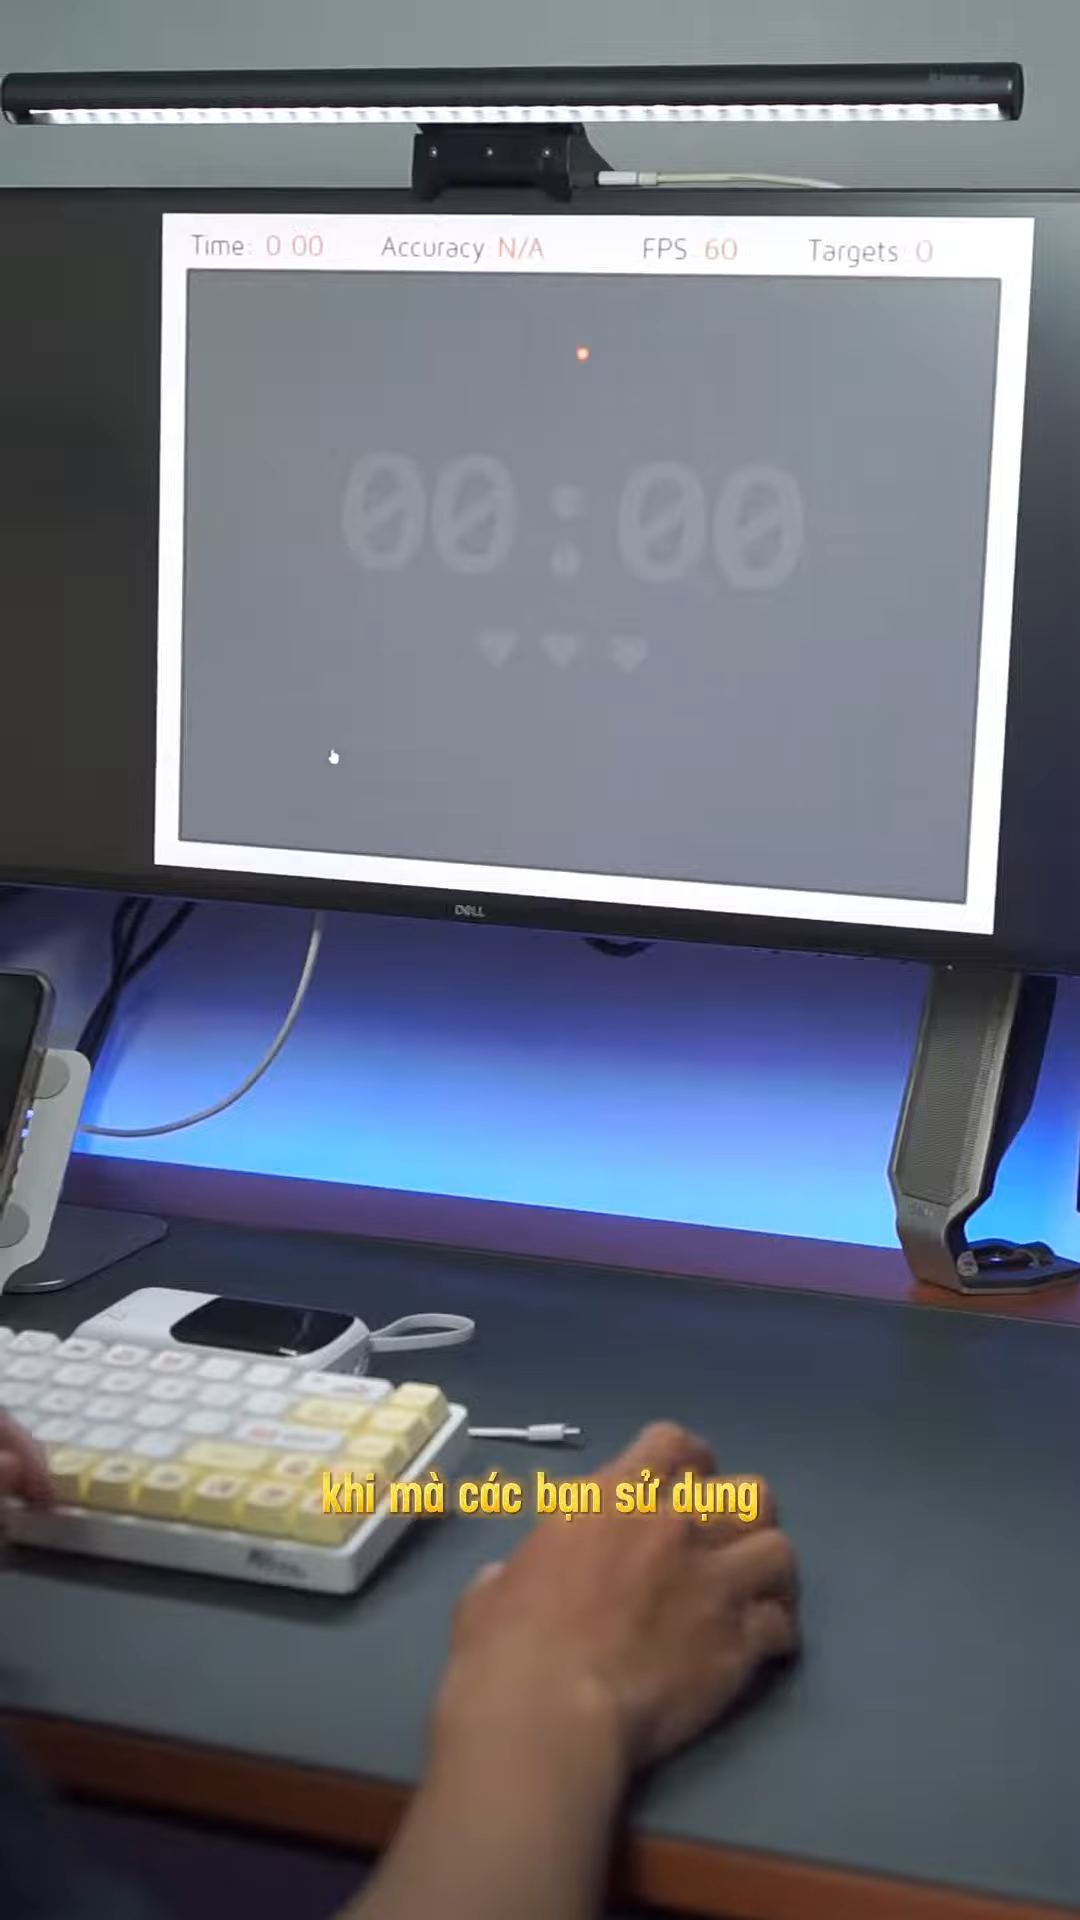 Time: 0:00 Accuracy: N/A FPS: 60 Targets: 0
00:00
DELL
khi mà các bạn sử dụng